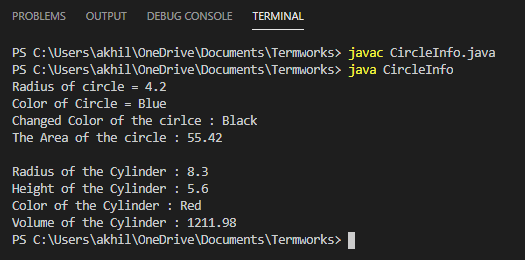 PROBLEMS OUTPUT DEBUG CONSOLE TERMINAL
PS C:\Users\akhil\OneDrive\Documents\Termworks> javac CircleInfo.java
PS C:\Users\akhil\OneDrive\Documents\Termworks> java CircleInfo
Radius of circle = 4.2
Color of Circle = Blue
Changed Color of the cirlce : Black
The Area of the circle : 55.42
Radius of the Cylinder : 8.3
Height of the Cylinder : 5.6
Color of the Cylinder : Red
Volume of the Cylinder : 1211.98
PS C:\Users\akhil\OneDrive\Documents\Termworks>